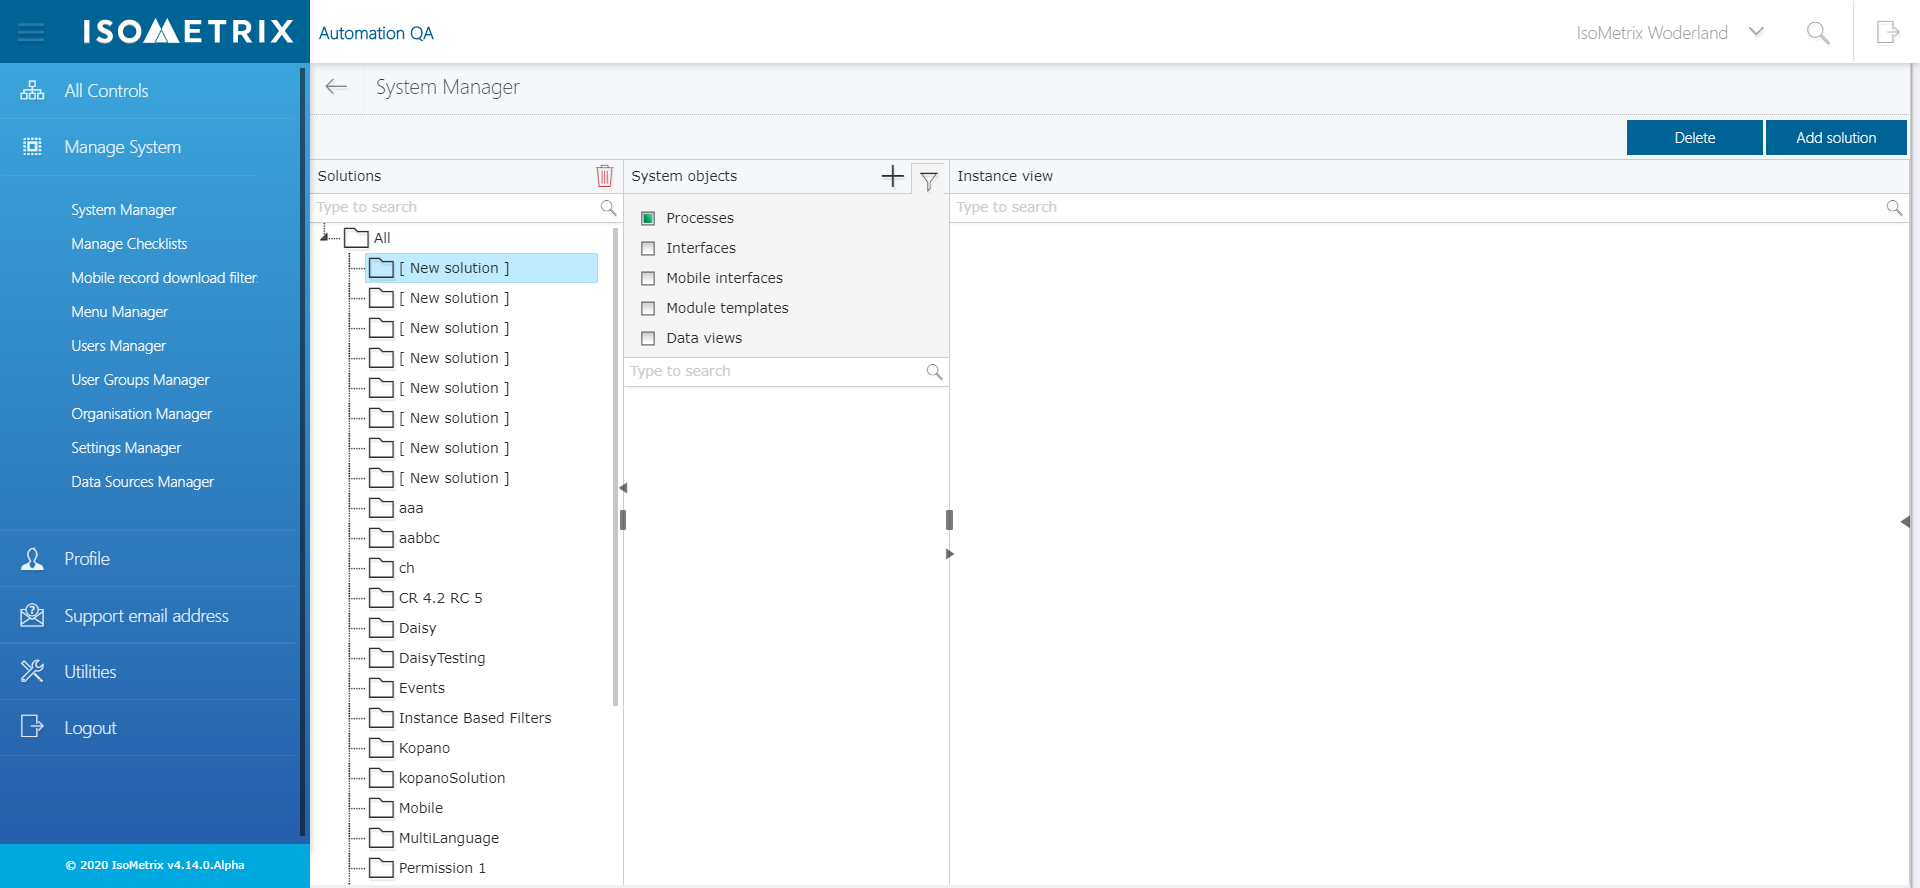 ISOMETRIX
Automation QA
IsoMetrix Woderland
All Controls
Manage System
System Manager
Manage Checklists
Mobile record download filter
Menu Manager
Users Manager
User Groups Manager
Organisation Manager
Settings Manager
Data Sources Manager
Profile
Support email address
Utilities
Logout
© 2020 IsoMetrix v4.14.0.Alpha
System Manager
Delete
Add solution
Solutions
Type to search
All
[ New solution ]
[ New solution ]
[ New solution ]
[ New solution ]
[ New solution ]
[ New solution ]
[ New solution ]
[ New solution ]
aaa
aabbc
ch
CR 4.2 RC 5
Daisy
DaisyTesting
Events
Instance Based Filters
Kopano
kopanoSolution
Mobile
MultiLanguage
Permission 1
System objects
Processes
Interfaces
Mobile interfaces
Module templates
Data views
Type to search
Instance view
Type to search